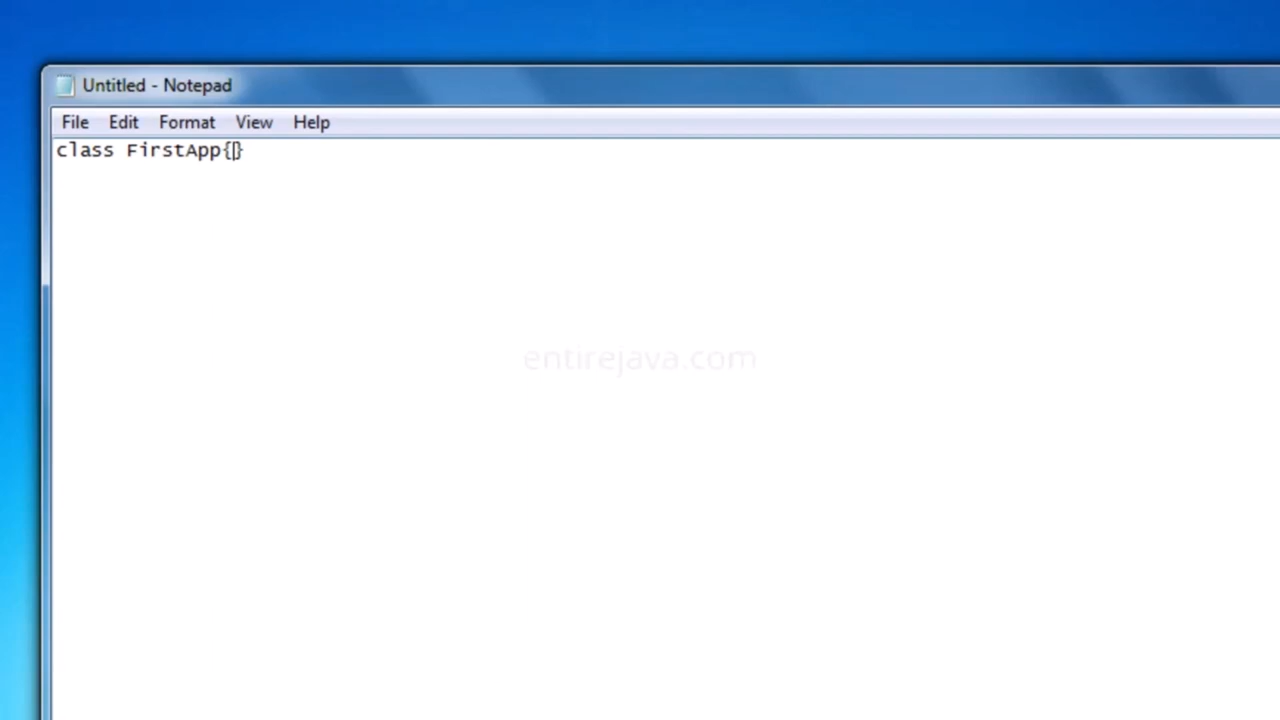 Untitled - Notepad
File Edit Format View Help
class FirstApp{}
entirejava.com